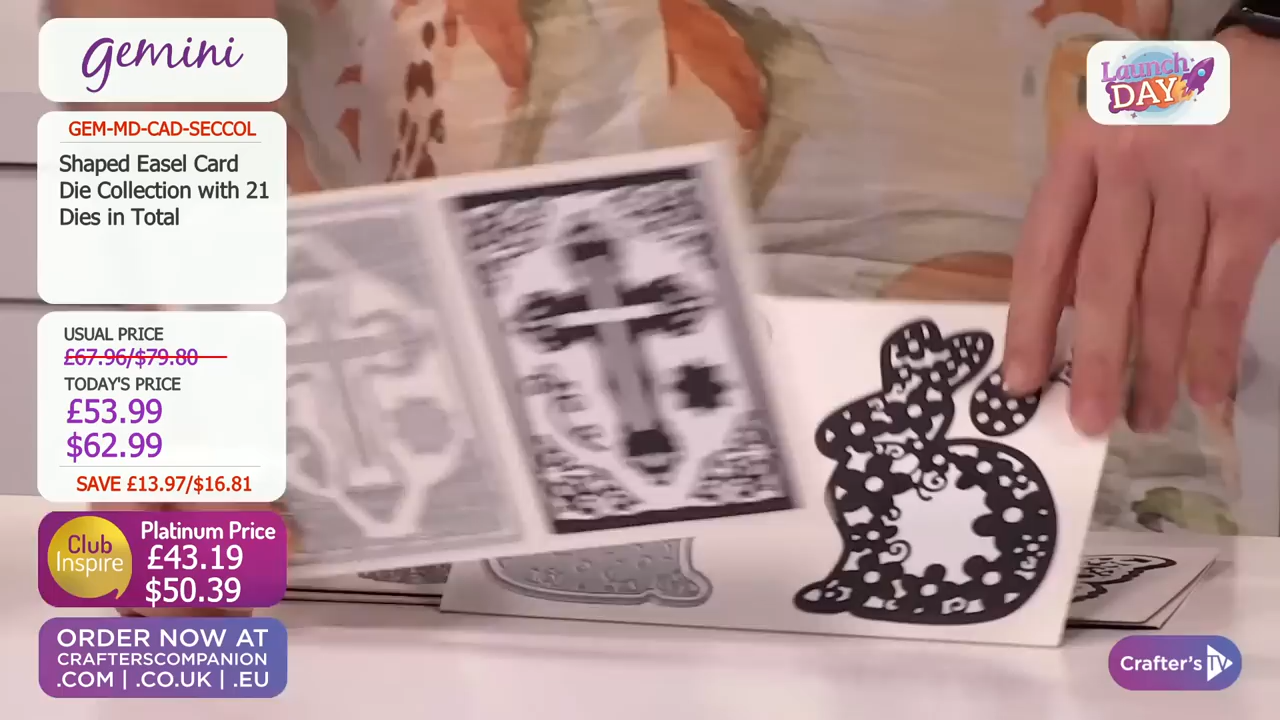 gemini
GEM-MD-CAD-SECCOL
Shaped Easel Card
Die Collection with 21
Dies in Total
USUAL PRICE
£67.96/$79.80
TODAY'S PRICE
£53.99
$62.99
SAVE £13.97/$16.81
Club
Inspire
Platinum Price
£43.19
$50.39
ORDER NOW AT
CRAFTERSCOMPANION
.COM | .CO.UK | .EU
Launch
DAY
Crafter's TV